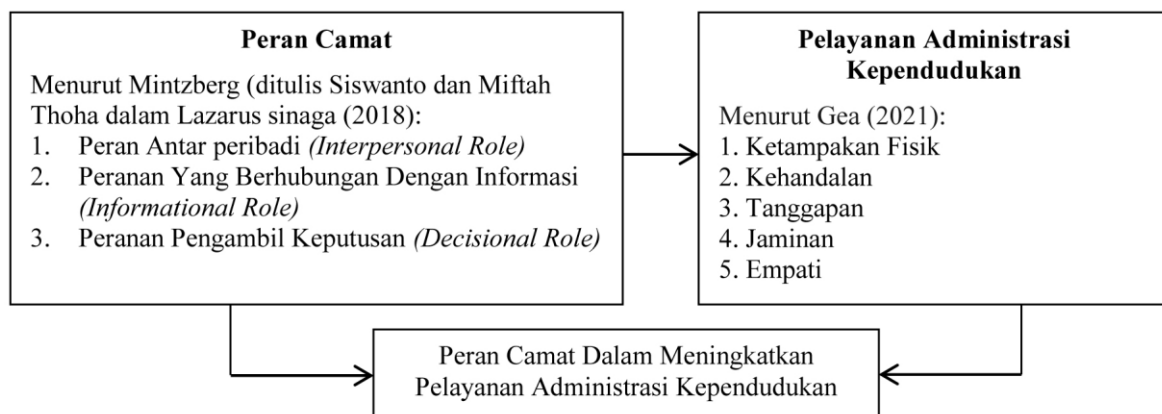 Peran Camat
Menurut Mintzberg (ditulis Siswanto dan Miftah
Thoha dalam Lazarus sinaga (2018):
1. Peran Antar peribadi (Interpersonal Role)
2. Peranan Yang Berhubungan Dengan Informasi
(Informational Role)
3. Peranan Pengambil Keputusan (Decisional Role)
Pelayanan Administrasi
Kependudukan
Menurut Gea (2021):
1. Ketampakan Fisik
2. Kehandalan
3. Tanggapan
4. Jaminan
5. Empati
Peran Camat Dalam Meningkatkan
Pelayanan Administrasi Kependudukan